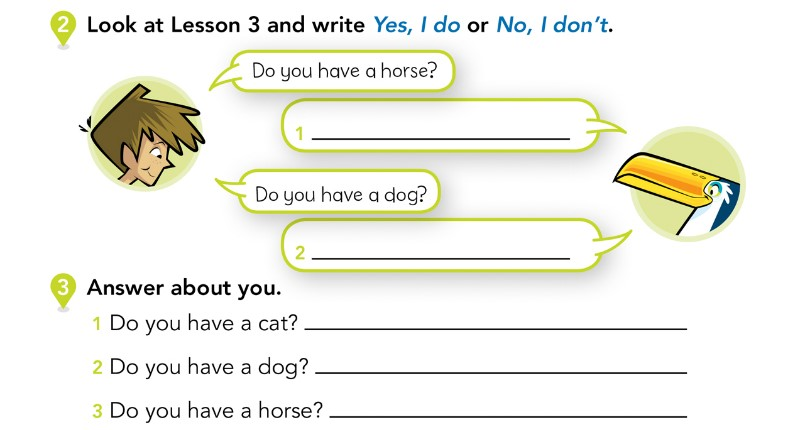 2 Look at Lesson 3 and write Yes, I do or No, I don't.
Do you have a horse?
1
Do you have a dog?
2
3 Answer about you.
1 Do you have a cat?
2 Do you have a dog?
3 Do you have a horse?